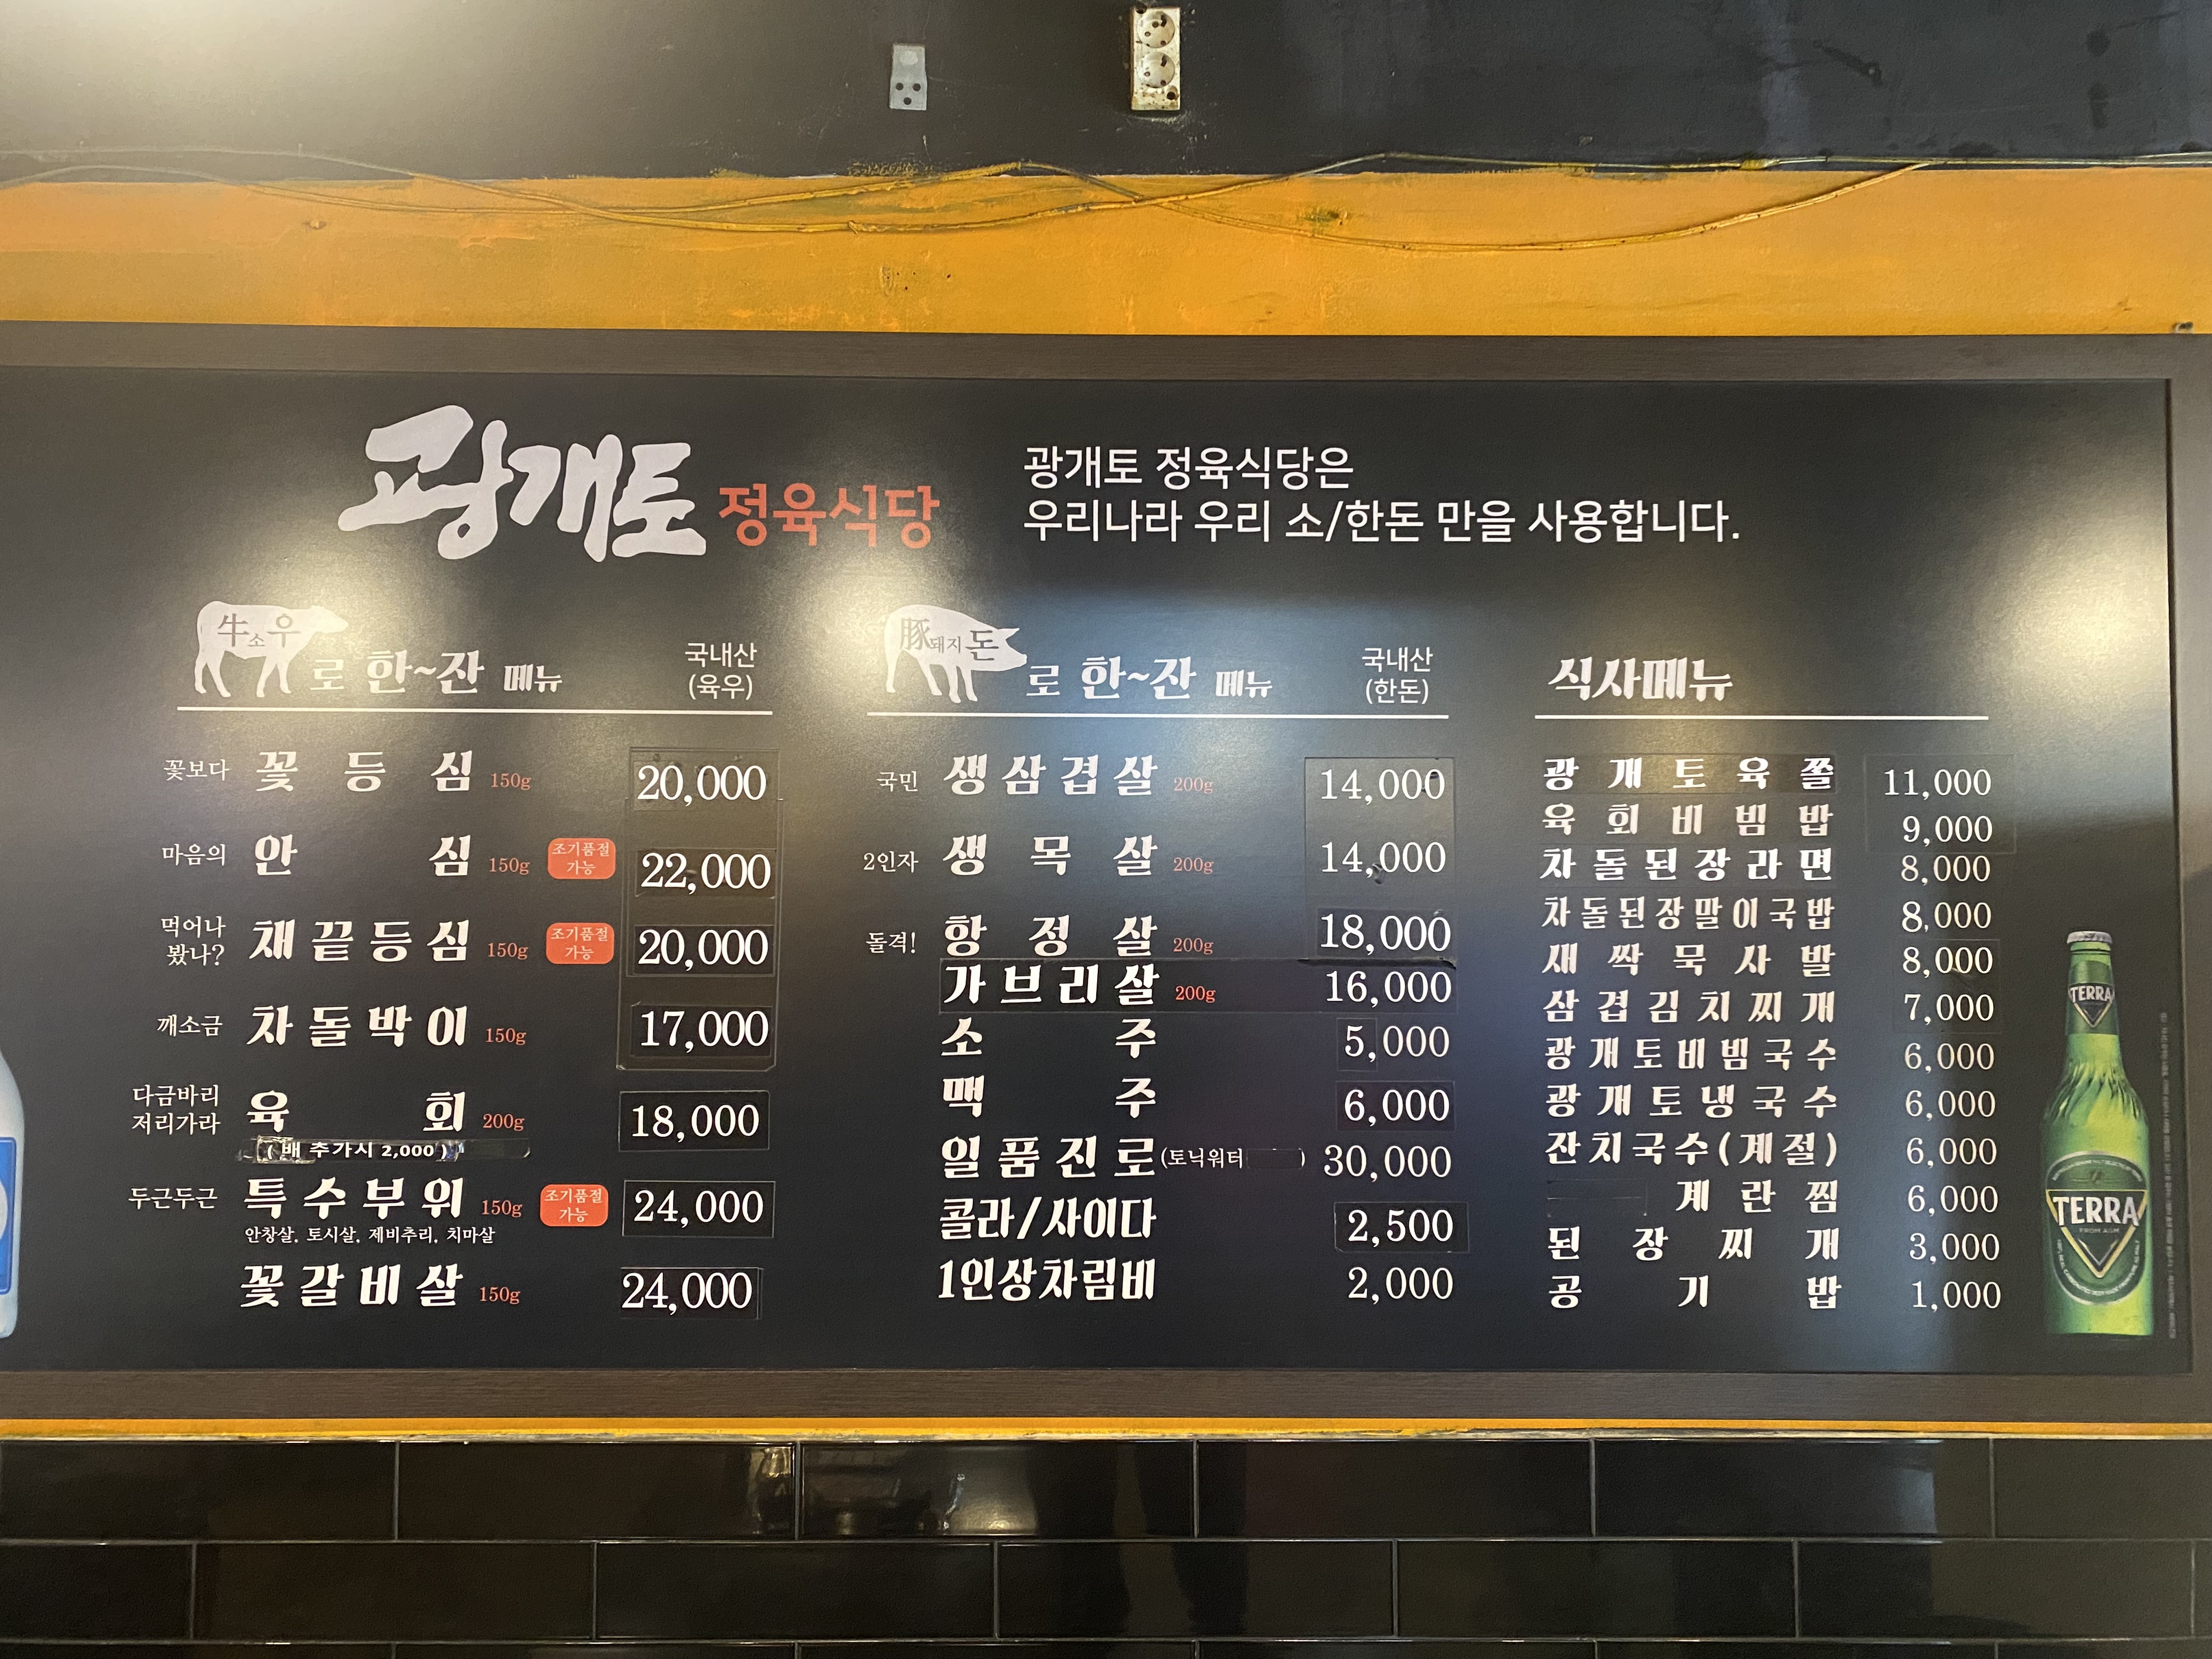 광개토 정육식당
광개토 정육식당은
우리나라 우리 소/한돈 만을 사용합니다.
牛소우로 한~잔 메뉴 국내산
(육우)
꽃보다 꽃등심 150g 20,000
마음의 안심 150g 조기품절 가능 22,000
먹어나 봤나? 채끝등심 150g 조기품절 가능 20,000
깨소금 차돌박이 150g 17,000
다금바리 저리가라 육회 200g 18,000
( 배 추가시 2,000 )
두근두근 특수부위 150g 조기품절 가능 24,000
안창살, 토시살, 제비추리, 치마살
꽃갈비살 150g 24,000
豚돼지돈로 한~잔 메뉴 국내산
(한돈)
국민 생삼겹살 200g 14,000
2인자 생목살 200g 14,000
돌격! 항정살 200g 18,000
가브리살 200g 16,000
소주 5,000
맥주 6,000
일품진로(토닉워터 ) 30,000
콜라/사이다 2,500
1인상차림비 2,000
식사메뉴
광개토육쫄 11,000
육회비빔밥 9,000
차돌된장라면 8,000
차돌된장말이국밥 8,000
새싹묵사발 8,000
삼겹김치찌개 7,000
광개토비빔국수 6,000
광개토냉국수 6,000
잔치국수(계절) 6,000
계란찜 6,000
된장찌개 3,000
공기밥 1,000
TERRA
TERRA